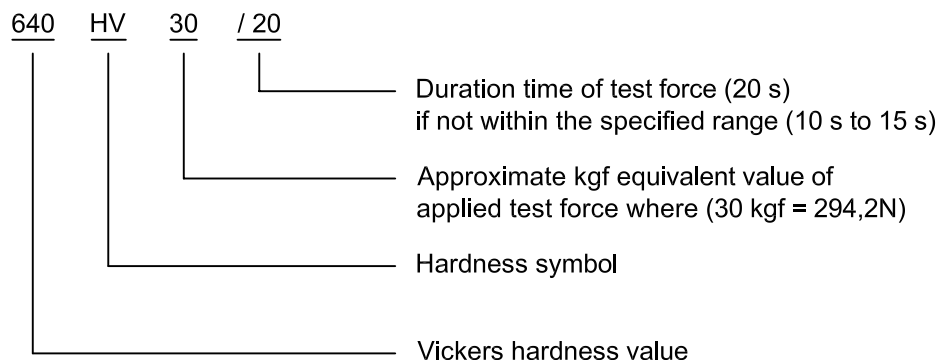 640 HV 30 / 20
Duration time of test force (20 s)
if not within the specified range (10 s to 15 s)
Approximate kgf equivalent value of
applied test force where (30 kgf = 294,2N)
Hardness symbol
Vickers hardness value